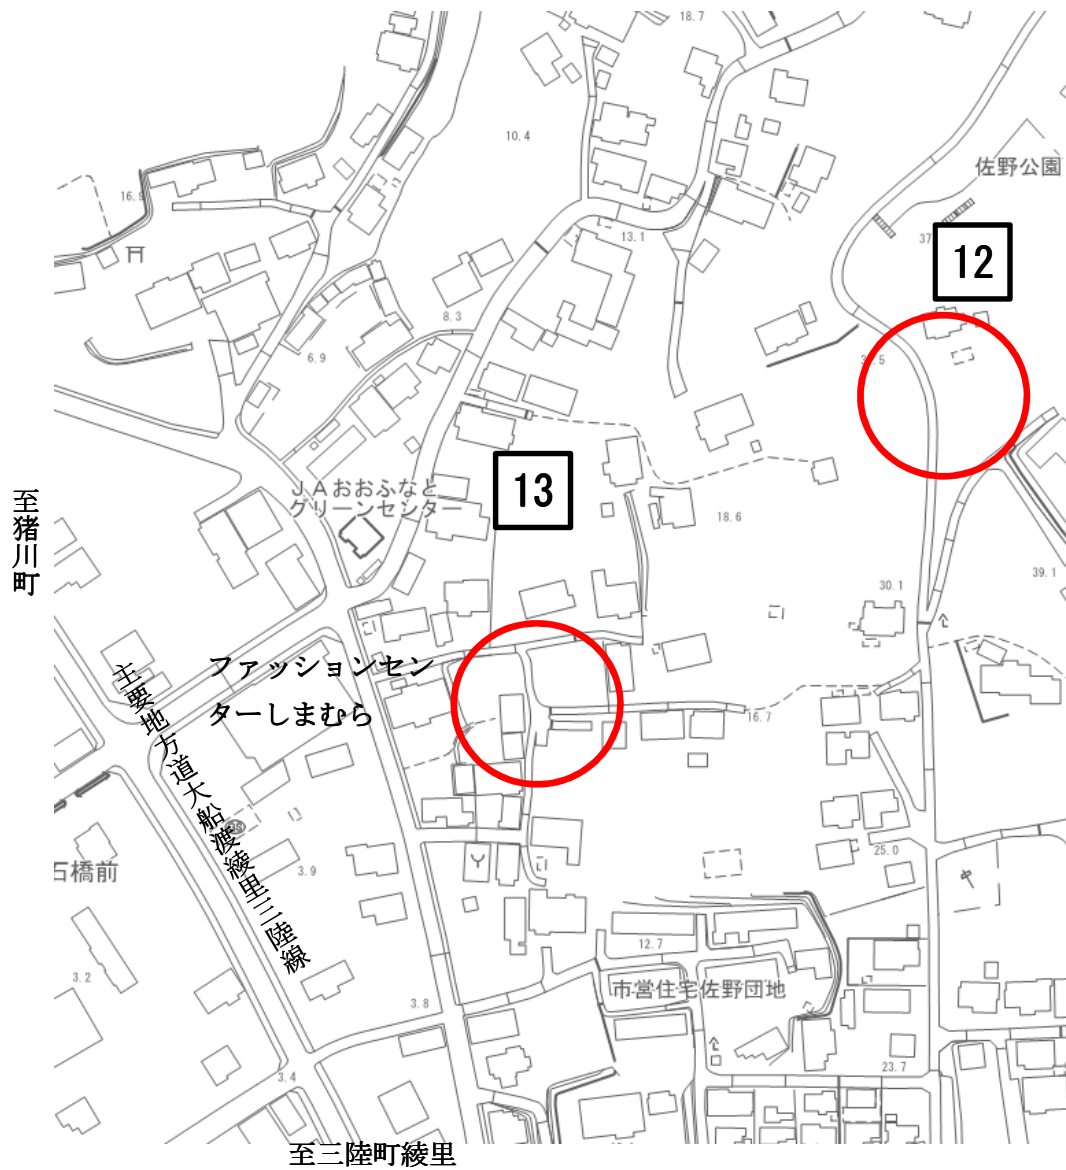 18.7
10.4
佐野公園
16.9
13.1
12
8.3
6.9
13
JAおおふなと
グリーンセンター
至猪川町
18.6
39.1
30.1
ファッションセン
ターしまむら
主要地方道大船渡綾里三陸線
16.7
25.0
石橋前
3.9
12.7
3.2
市営住宅佐野団地
3.8
23.7
3.4
至三陸町綾里